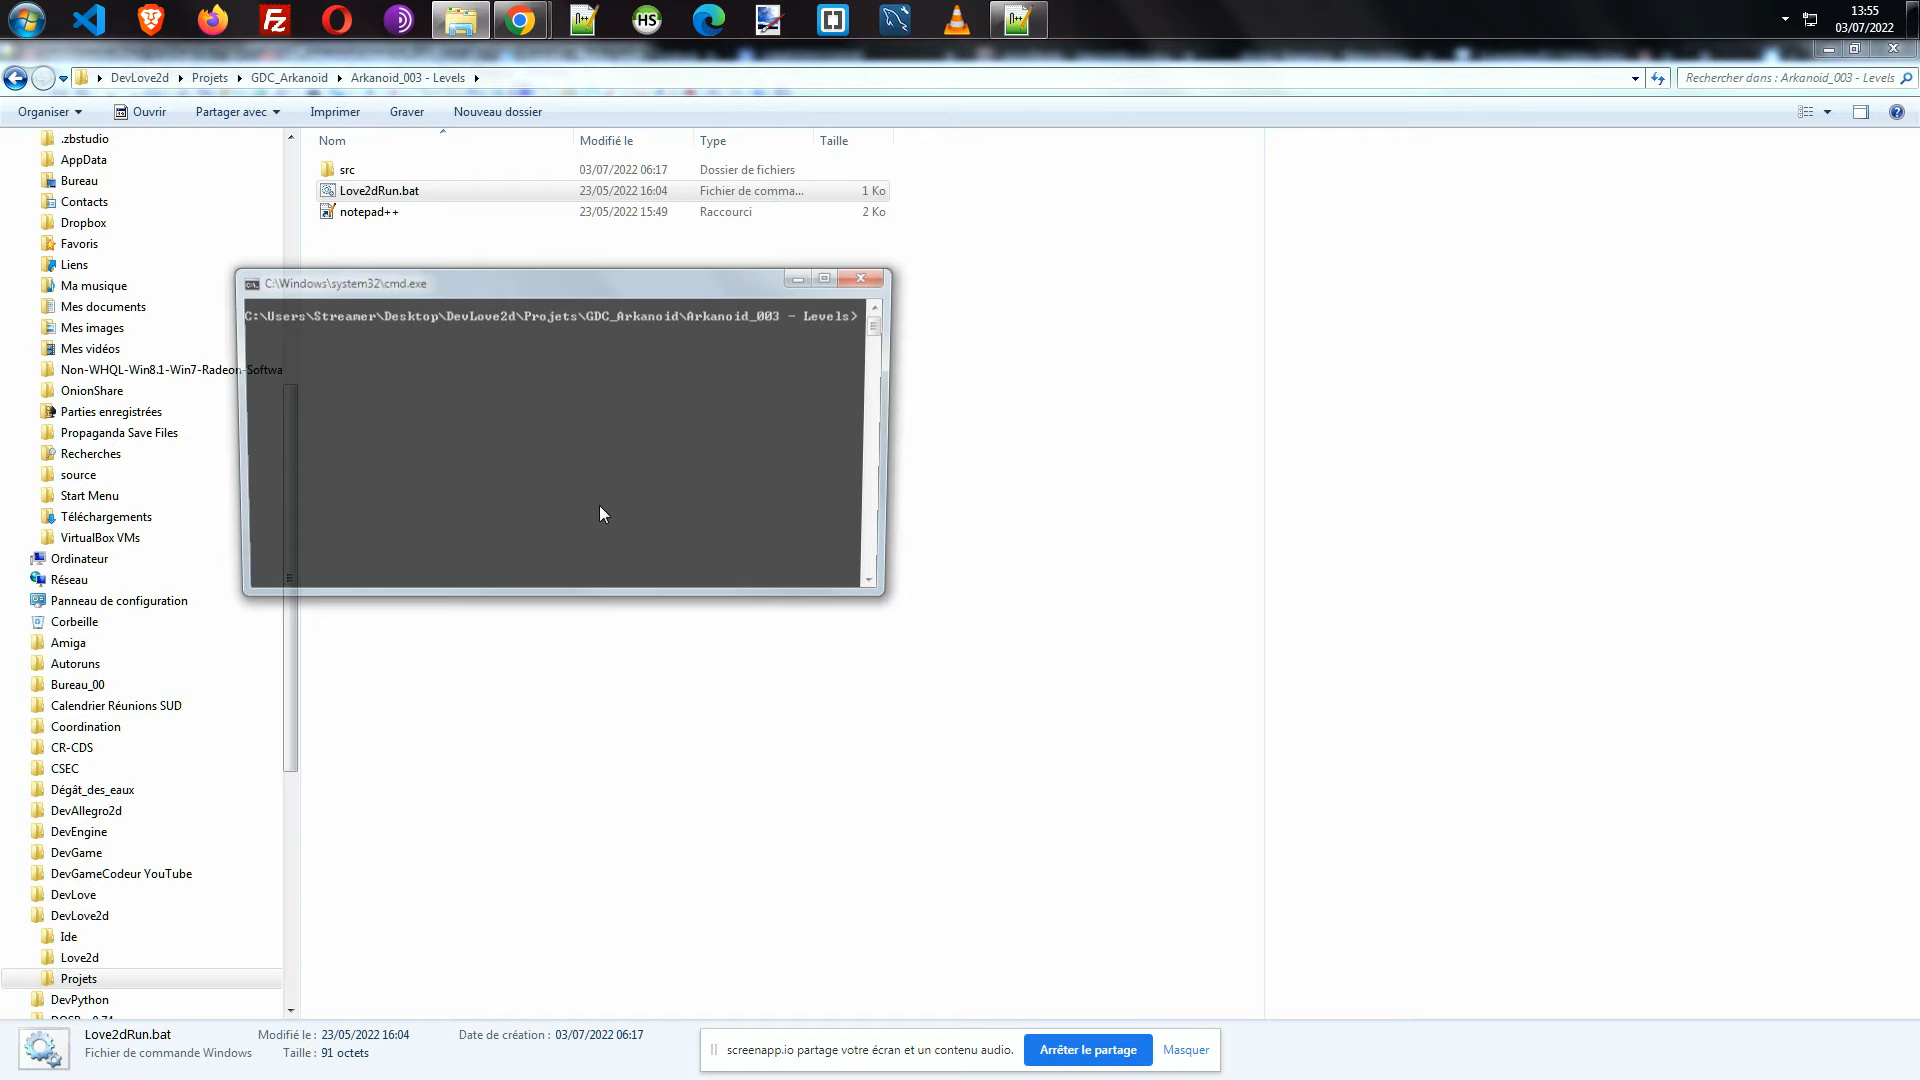 13:55
03/07/2022
DevLove2d
Projets
GDC_Arkanoid
Arkanoid_003 - Levels
Rechercher dans : Arkanoid_003 - Levels
Organiser
Ouvrir
Partager avec
Imprimer
Graver
Nouveau dossier
.zbstudio
AppData
Bureau
Contacts
Dropbox
Favoris
Liens
Ma musique
Mes documents
Mes images
Mes vidéos
Non-WHQL-Win8.1-Win7-Radeon-Softwa
OnionShare
Parties enregistrées
Propaganda Save Files
Recherches
source
Start Menu
Téléchargements
VirtualBox VMs
Ordinateur
Réseau
Panneau de configuration
Corbeille
Amiga
Autoruns
Bureau_00
Calendrier Réunions SUD
Coordination
CR-CDS
CSEC
Dégât_des_eaux
DevAllegro2d
DevEngine
DevGame
DevGameCodeur YouTube
DevLove
DevLove2d
Ide
Love2d
Projets
DevPython
Nom Modifié le Type Taille
src 03/07/2022 06:17 Dossier de fichiers
Love2dRun.bat 23/05/2022 16:04 Fichier de comma... 1 Ko
notepad++ 23/05/2022 15:49 Raccourci 2 Ko
C:\Windows\system32\cmd.exe
C:\Users\Streamer\Desktop\DevLove2d\Projets\GDC_Arkanoid\Arkanoid_003 - Levels>
Love2dRun.bat Modifié le : 23/05/2022 16:04 Date de création : 03/07/2022 06:17
Fichier de commande Windows Taille : 91 octets
screenapp.io partage votre écran et un contenu audio. Arrêter le partage Masquer